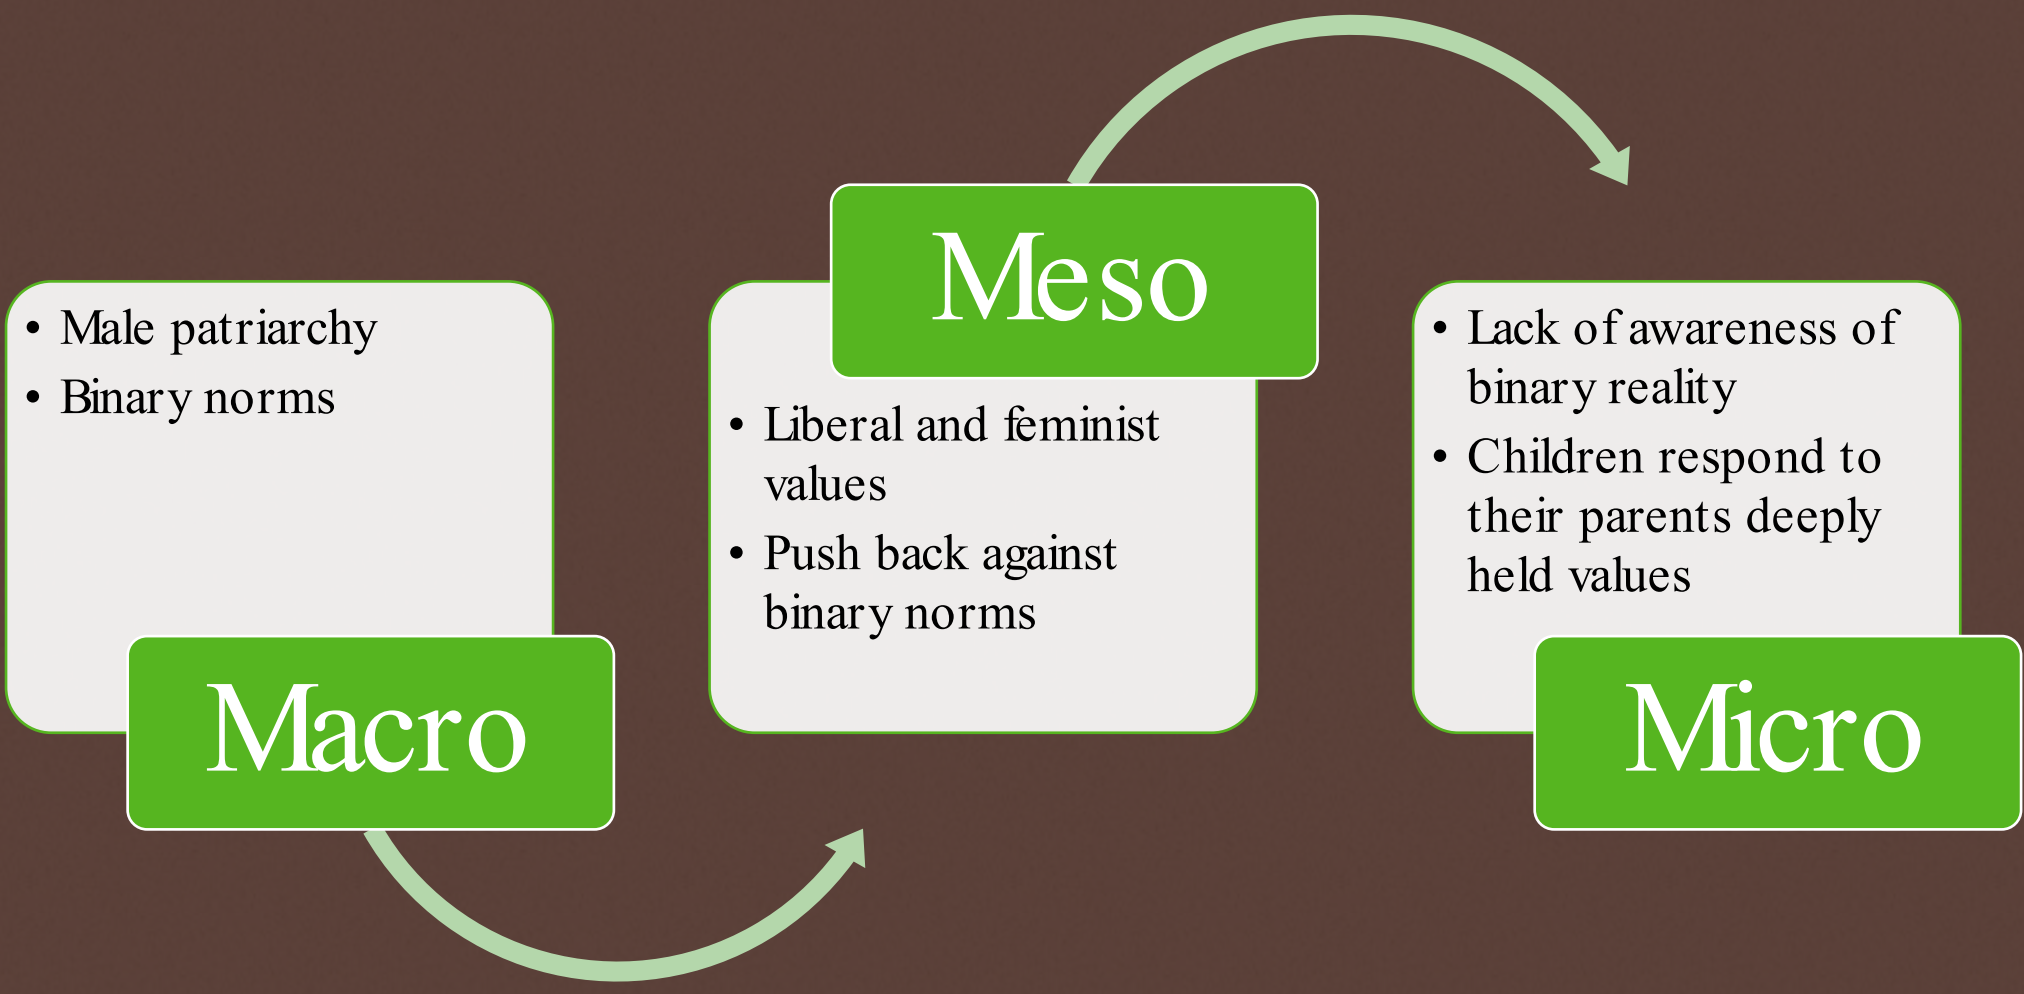 • Male patriarchy
• Binary norms
Macro
Meso
• Liberal and feminist
values
• Push back against
binary norms
• Lack of awareness of
binary reality
• Children respond to
their parents deeply
held values
Micro